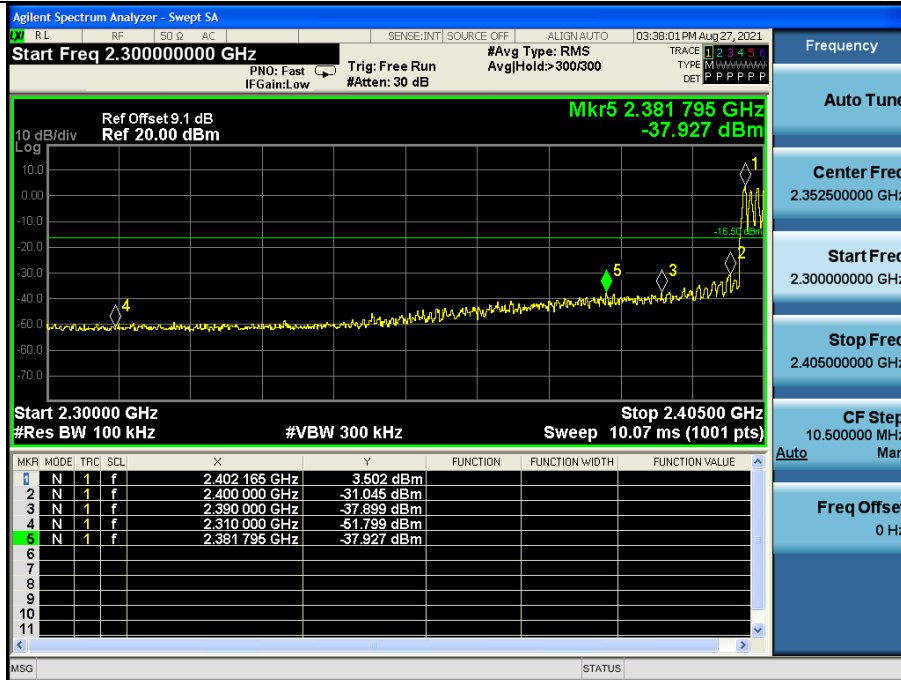 Agilent Spectrum Analyzer - Swept SA
LXI RL RF 50 Ω AC SENSE:INT SOURCE OFF ALIGN AUTO 03:38:01 PM Aug 27, 2021
Start Freq 2.300000000 GHz
PNO: Fast
IFGain:Low
Trig: Free Run
#Atten: 30 dB
#Avg Type: RMS
Avg|Hold:>300/300
TRACE 1 2 3 4 5 6
TYPE M W W W W W
DET P P P P P P
Mkr5 2.381 795 GHz
-37.927 dBm
Ref Offset 9.1 dB
10 dB/div Ref 20.00 dBm
Log
10.0
0.00
-10.0
-20.0
-30.0
-40.0
-50.0
-60.0
-70.0
-16.50 dBm
1
2
5
3
4
Start 2.30000 GHz Stop 2.40500 GHz
#Res BW 100 kHz #VBW 300 kHz Sweep 10.07 ms (1001 pts)
MKR MODE TRC SCL X Y FUNCTION FUNCTION WIDTH FUNCTION VALUE
1 N 1 f 2.402 165 GHz 3.502 dBm
2 N 1 f 2.400 000 GHz -31.045 dBm
3 N 1 f 2.390 000 GHz -37.899 dBm
4 N 1 f 2.310 000 GHz -51.799 dBm
5 N 1 f 2.381 795 GHz -37.927 dBm
6
7
8
9
10
11
MSG STATUS
Frequency
Auto Tune
Center Freq
2.352500000 GHz
Start Freq
2.300000000 GHz
Stop Freq
2.405000000 GHz
CF Step
10.500000 MHz
Auto Man
Freq Offset
0 Hz